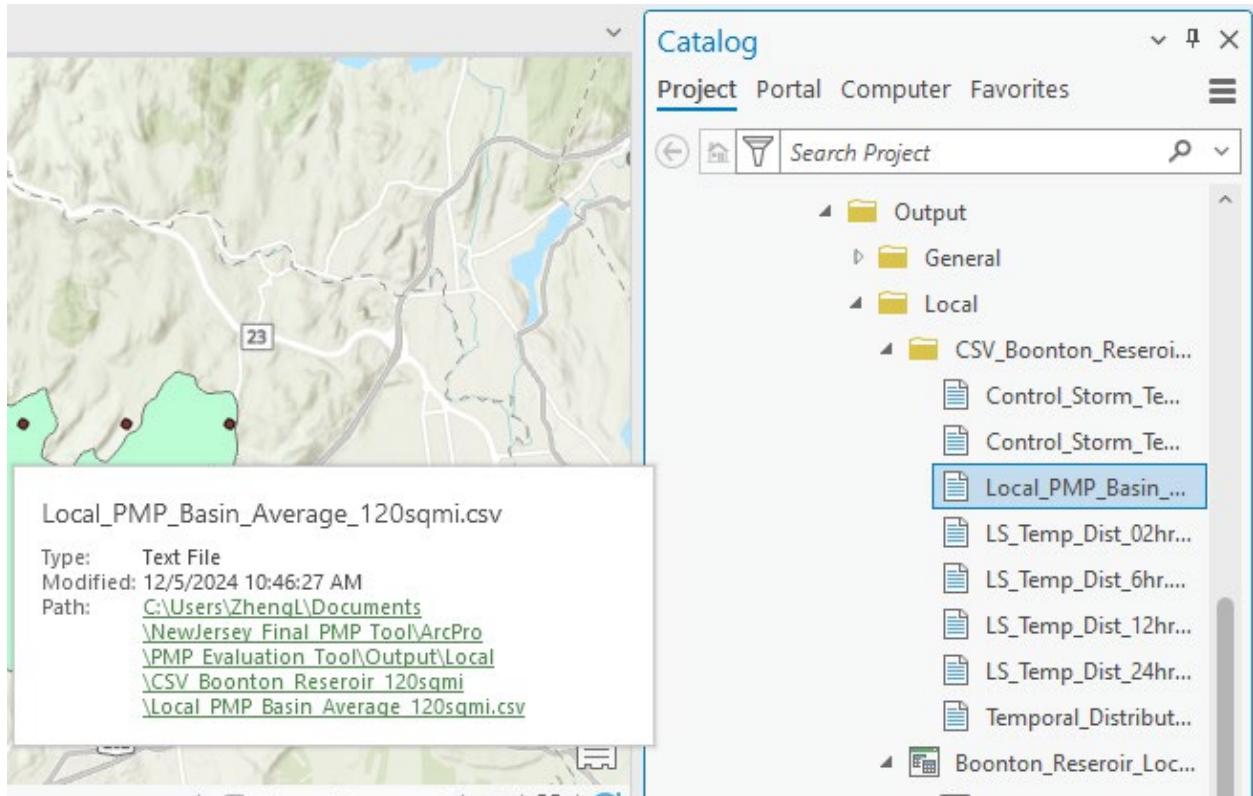 Catalog
Project Portal Computer Favorites
Search Project
Output
General
Local
CSV_Boonton_Reseroi...
Control_Storm_Te...
Control_Storm_Te...
Local_PMP_Basin_...
LS_Temp_Dist_02hr...
LS_Temp_Dist_6hr....
LS_Temp_Dist_12hr...
LS_Temp_Dist_24hr...
Temporal_Distribut...
Boonton_Reseroir_Loc...
23
Local_PMP_Basin_Average_120sqmi.csv
Type: Text File
Modified: 12/5/2024 10:46:27 AM
Path: C:\Users\ZhengL\Documents
\NewJersey_Final_PMP_Tool\ArcPro
\PMP_Evaluation_Tool\Output\Local
\CSV_Boonton_Reseroir_120sqmi
\Local_PMP_Basin_Average_120sqmi.csv